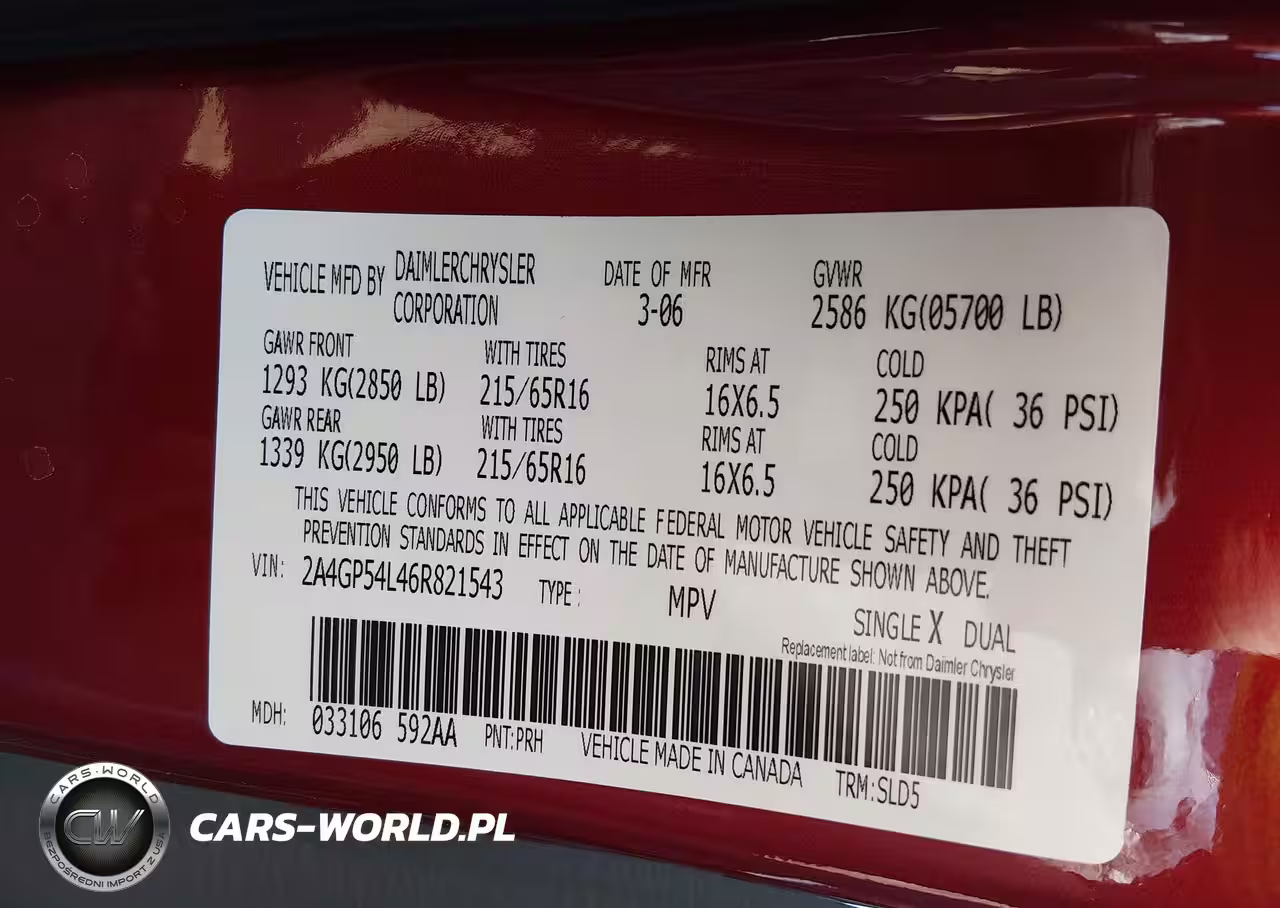 VEHICLE MFD BY DAIMLERCHRYSLER CORPORATION
DATE OF MFR
3-06
GVWR
2586 KG(05700 LB)
GAWR FRONT WITH TIRES RIMS AT COLD
1293 KG(2850 LB) 215/65R16 16X6.5 250 KPA( 36 PSI)
GAWR REAR WITH TIRES RIMS AT COLD
1339 KG(2950 LB) 215/65R16 16X6.5 250 KPA( 36 PSI)
THIS VEHICLE CONFORMS TO ALL APPLICABLE FEDERAL MOTOR VEHICLE SAFETY AND THEFT
PREVENTION STANDARDS IN EFFECT ON THE DATE OF MANUFACTURE SHOWN ABOVE.
VIN: 2A4GP54L46R821543 TYPE: MPV SINGLE X DUAL
Replacement label: Not from Daimler Chrysler
MDH: 033106 592AA PNT:PRH VEHICLE MADE IN CANADA TRM:SLD5
CARS-WORLD
CW
BEZPOŚREDNI IMPORT Z USA
CARS-WORLD.PL